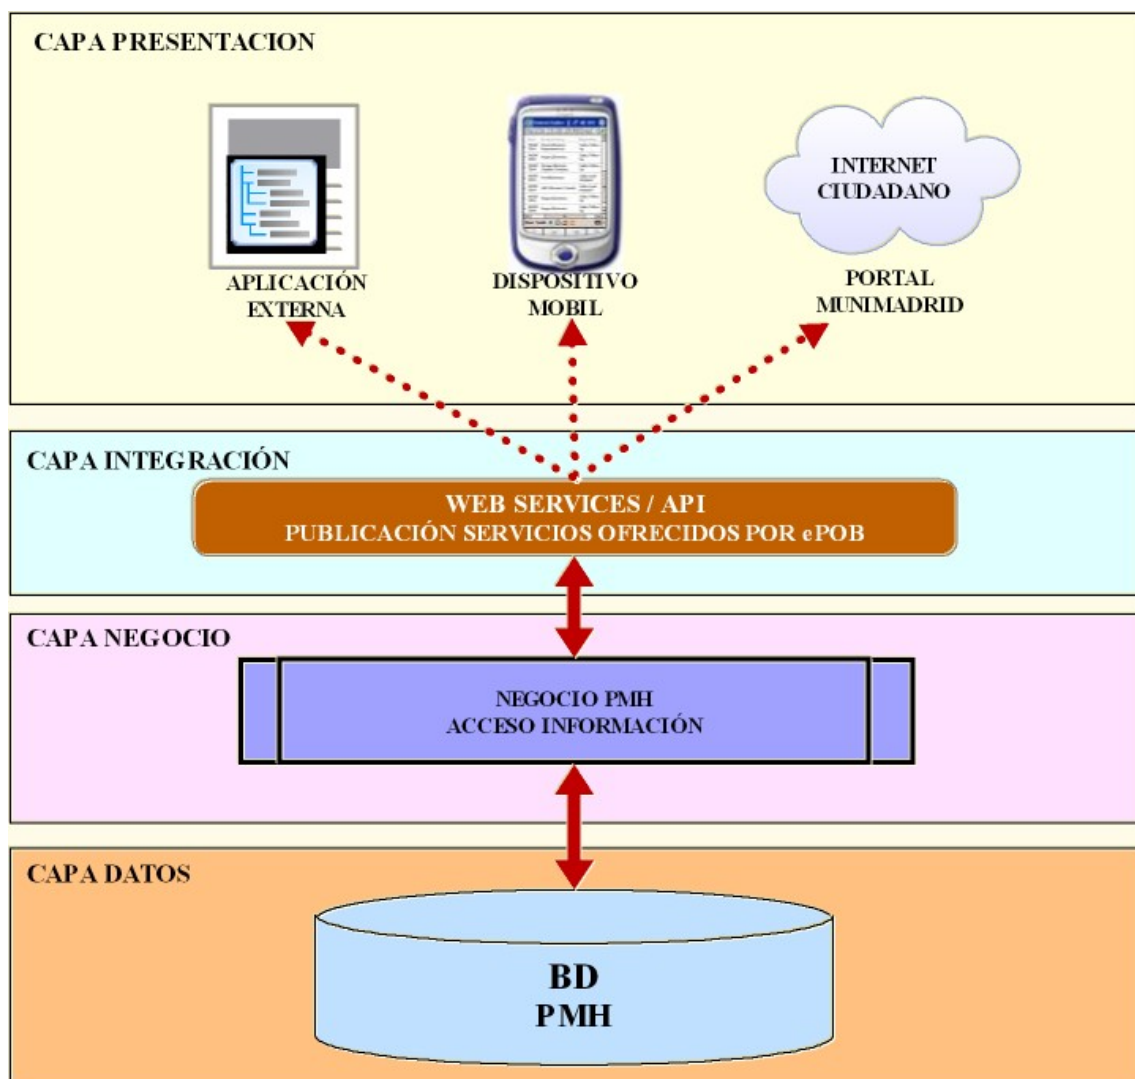 CAPA PRESENTACION
INTERNET
CIUDADANO
APLICACIÓN
EXTERNA
DISPOSITIVO
MOBIL
PORTAL
MUNIMADRID
CAPA INTEGRACIÓN
WEB SERVICES / API
PUBLICACIÓN SERVICIOS OFRECIDOS POR ePOB
CAPA NEGOCIO
NEGOCIO PMH
ACCESO INFORMACIÓN
CAPA DATOS
BD
PMH